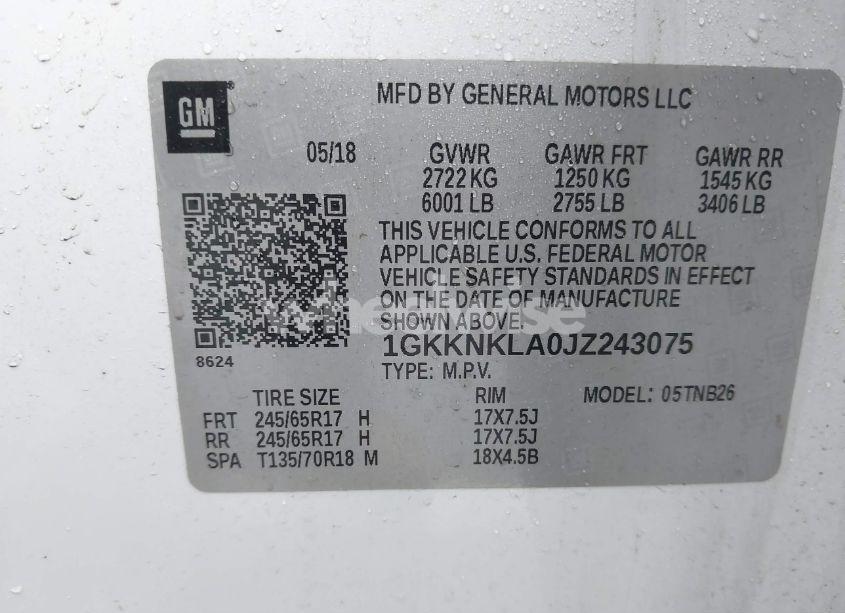 GM
MFD BY GENERAL MOTORS LLC
05/18 GVWR GAWR FRT GAWR RR
2722 KG 1250 KG 1545 KG
6001 LB 2755 LB 3406 LB
THIS VEHICLE CONFORMS TO ALL
APPLICABLE U.S. FEDERAL MOTOR
VEHICLE SAFETY STANDARDS IN EFFECT
ON THE DATE OF MANUFACTURE
SHOWN ABOVE.
8624
1GKKNKLA0JZ243075
TYPE: M.P.V.
TIRE SIZE RIM MODEL: 05TNB26
FRT 245/65R17 H 17X7.5J
RR 245/65R17 H 17X7.5J
SPA T135/70R18 M 18X4.5B